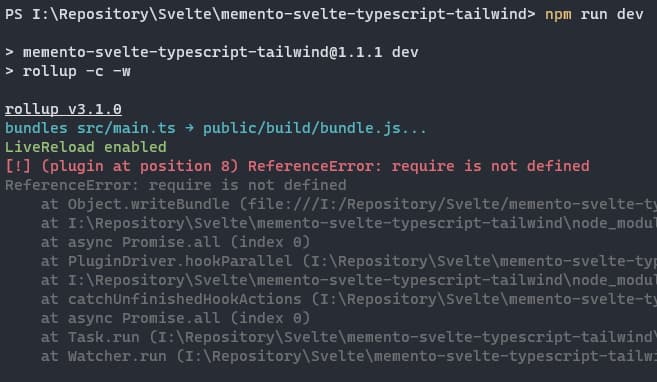 PS I:\Repository\Svelte\memento-svelte-typescript-tailwind> npm run dev
> memento-svelte-typescript-tailwind@1.1.1 dev
> rollup -c -w
rollup v3.1.0
bundles src/main.ts → public/build/bundle.js...
LiveReload enabled
[!] (plugin at position 8) ReferenceError: require is not defined
ReferenceError: require is not defined
at Object.writeBundle (file:///I:/Repository/Svelte/memento-svelte-ty
at I:\Repository\Svelte\memento-svelte-typescript-tailwind\node_modul
at async Promise.all (index 0)
at PluginDriver.hookParallel (I:\Repository\Svelte\memento-svelte-typ
at I:\Repository\Svelte\memento-svelte-typescript-tailwind\node_modul
at catchUnfinishedHookActions (I:\Repository\Svelte\memento-svelte-ty
at async Promise.all (index 0)
at Task.run (I:\Repository\Svelte\memento-svelte-typescript-tailwind\
at Watcher.run (I:\Repository\Svelte\memento-svelte-typescript-tailwi